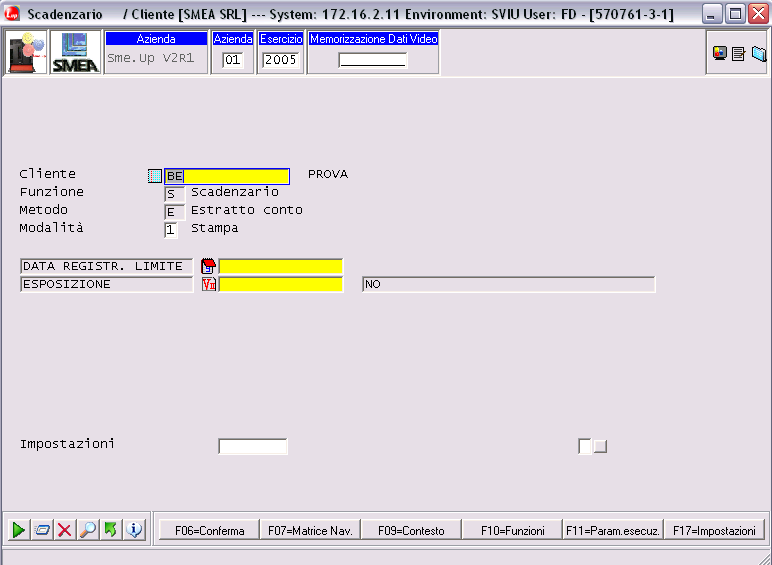 Scadenzario / Cliente [SMEA SRL] --- System: 172.16.2.11 Environment: SVIU User: FD - [570761-3-1]
SMEA
Azienda Azienda Esercizio Memorizzazione Dati Video
Sme.Up V2R1 01 2005
Cliente BE PROVA
Funzione S Scadenzario
Metodo E Estratto conto
Modalità 1 Stampa
DATA REGISTR. LIMITE
ESPOSIZIONE NO
Impostazioni
F06=Conferma F07=Matrice Nav. F09=Contesto F10=Funzioni F11=Param.esecuz. F17=Impostazioni